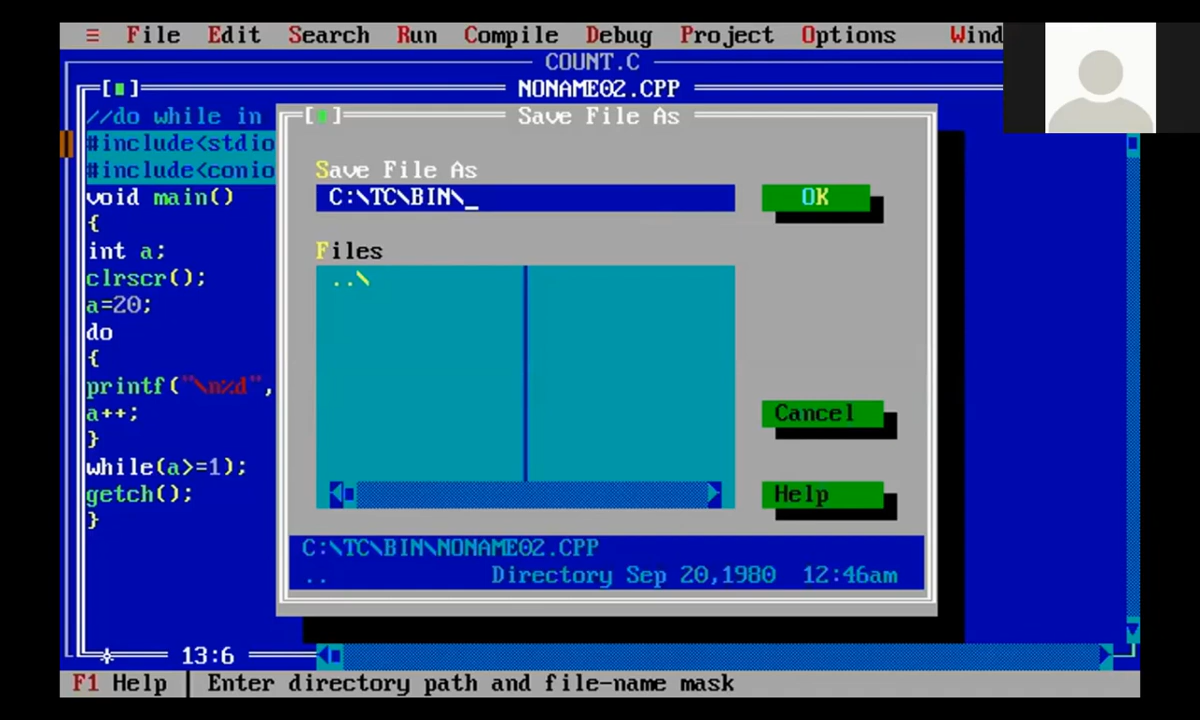 ≡ File Edit Search Run Compile Debug Project Options Wind
COUNT.C
[■] NONAME02.CPP
//do while in
#include<stdio
#include<conio
void main()
{
int a;
clrscr();
a=20;
do
{
printf("\n%d",
a++;
}
while(a>=1);
getch();
}
[■] Save File As
Save File As
C:\TC\BIN\_
OK
Files
..\
Cancel
Help
C:\TC\BIN\NONAME02.CPP
.. Directory Sep 20,1980 12:46am
13:6
F1 Help | Enter directory path and file-name mask